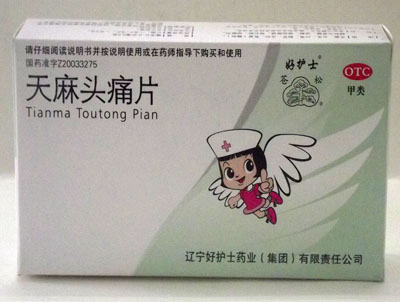 请仔细阅读说明书并按说明使用或在药师指导下购买和使用
国药准字Z20033275
好护士®
苍松
®
OTC
甲类
天麻头痛片
Tianma Toutong Pian
辽宁好护士药业(集团)有限责任公司